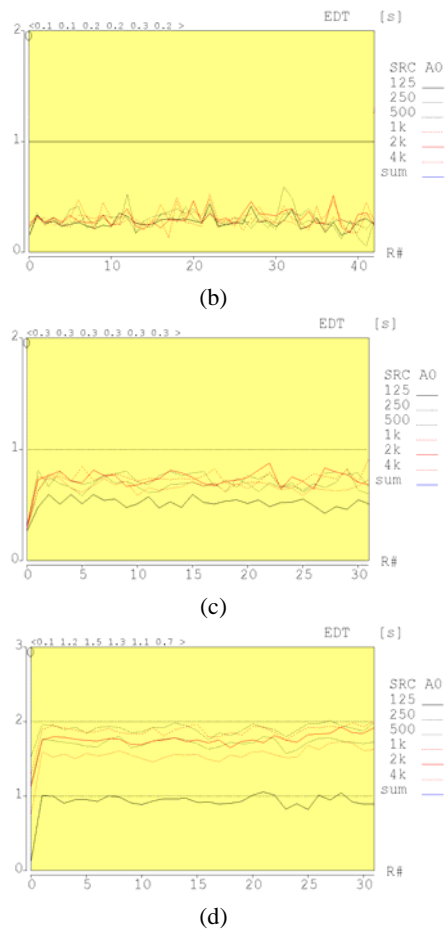 EDT [s]
<0.1 0.1 0.2 0.2 0.3 0.2 >
2
0
SRC A0
125
250
500
1k
2k
4k
sum
1
0
0 10 20 30 40
R#
(b)
EDT [s]
<0.3 0.3 0.3 0.3 0.3 0.3 >
2
0
SRC A0
125
250
500
1k
2k
4k
sum
1
0
0 5 10 15 20 25 30
R#
(c)
EDT [s]
<0.1 1.2 1.5 1.3 1.1 0.7 >
3
0
SRC A0
125
250
500
1k
2k
4k
sum
2
1
0
0 5 10 15 20 25 30
R#
(d)